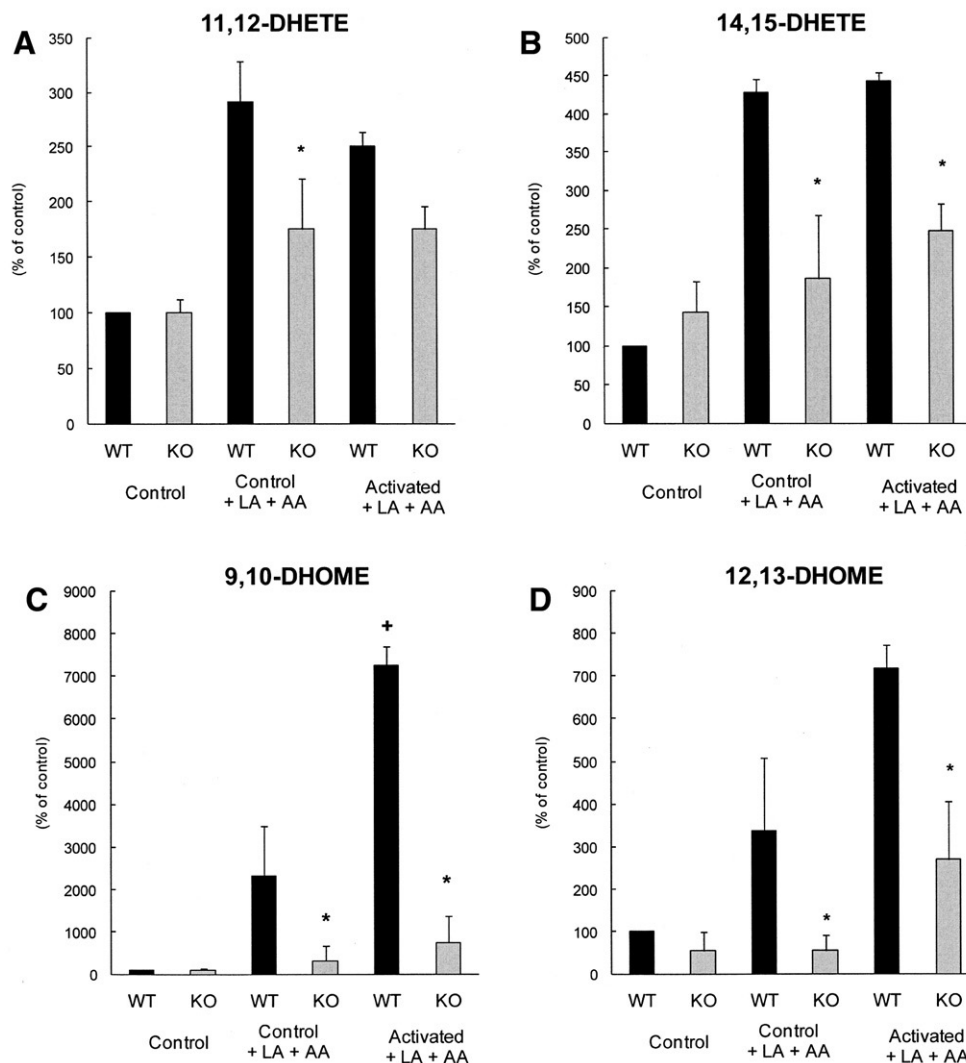 A
11,12-DHETE
(% of control)
350
300
250
200
150
100
50
0
*
WT KO WT KO WT KO
Control
Control
+ LA + AA
Activated
+ LA + AA
B
14,15-DHETE
(% of control)
500
450
400
350
300
250
200
150
100
50
0
*
*
WT KO WT KO WT KO
Control
Control
+ LA + AA
Activated
+ LA + AA
C
9,10-DHOME
(% of control)
9000
8000
7000
6000
5000
4000
3000
2000
1000
0
*
+
*
WT KO WT KO WT KO
Control
Control
+ LA + AA
Activated
+ LA + AA
D
12,13-DHOME
(% of control)
900
800
700
600
500
400
300
200
100
0
*
*
WT KO WT KO WT KO
Control
Control
+ LA + AA
Activated
+ LA + AA